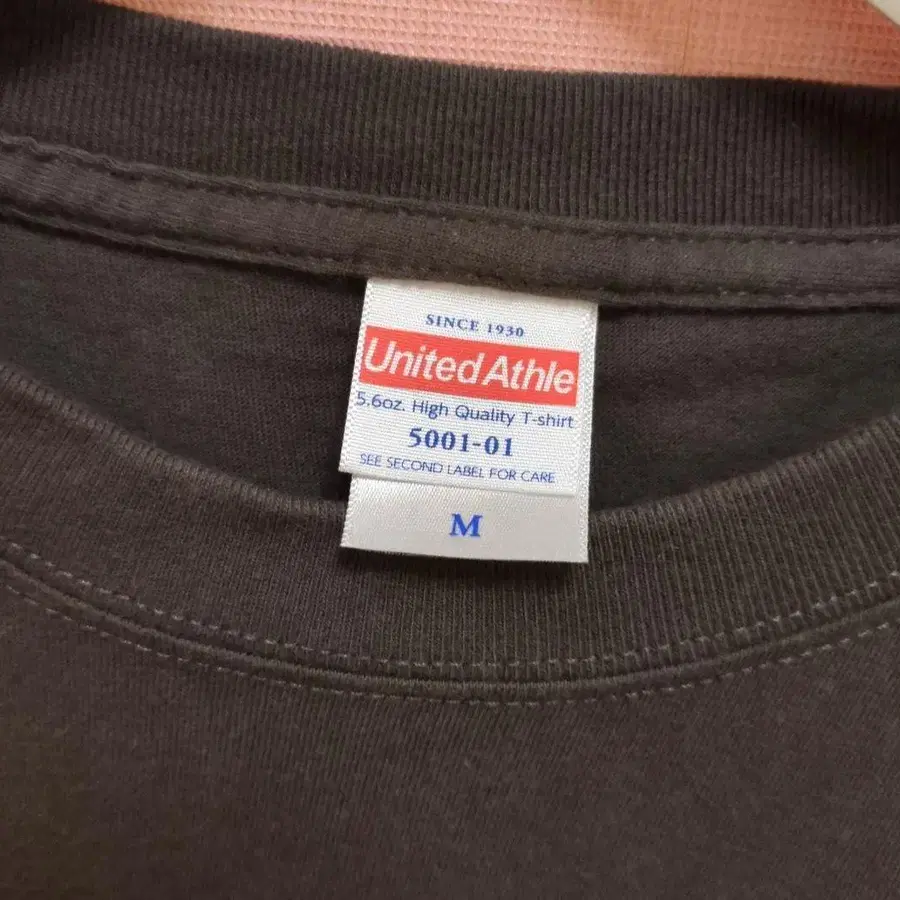 SINCE 1930
United Athle
5.6oz. High Quality T-shirt
5001-01
SEE SECOND LABEL FOR CARE
M